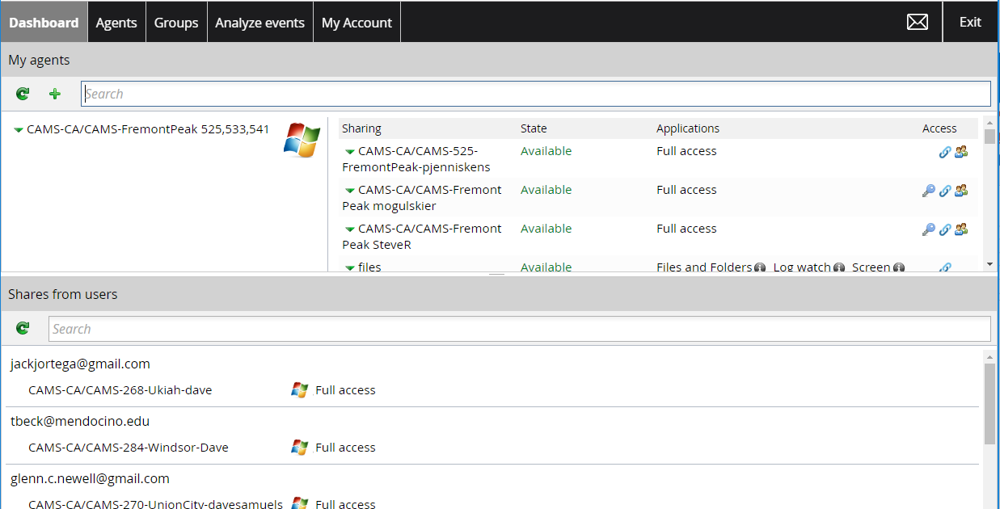 Dashboard Agents Groups Analyze events My Account Exit
My agents
Search
CAMS-CA/CAMS-FremontPeak 525,533,541
Sharing State Applications Access
CAMS-CA/CAMS-525- Available Full access
FremontPeak-pjenniskens
CAMS-CA/CAMS-Fremont Available Full access
Peak mogulskier
CAMS-CA/CAMS-Fremont Available Full access
Peak SteveR
files Available Files and Folders Log watch Screen
Shares from users
Search
jackjortega@gmail.com
CAMS-CA/CAMS-268-Ukiah-dave Full access
tbeck@mendocino.edu
CAMS-CA/CAMS-284-Windsor-Dave Full access
glenn.c.newell@gmail.com
CAMS-CA/CAMS-270-UnionCity-davesamuels Full access